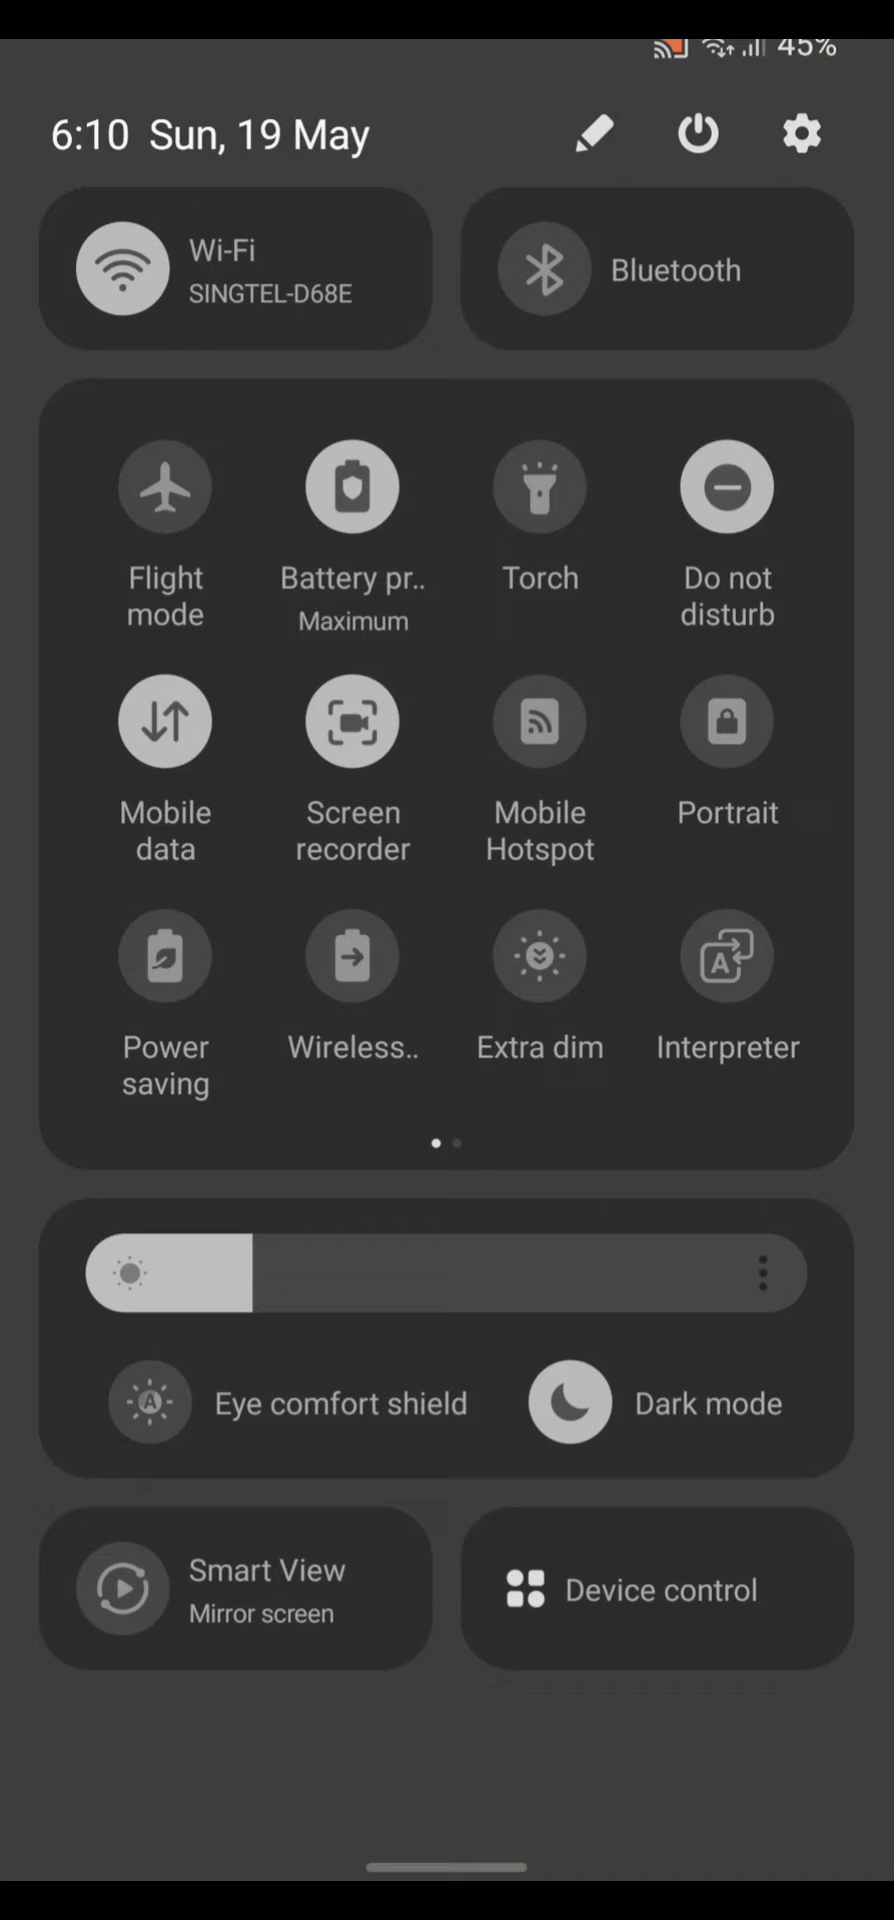 45%
6:10 Sun, 19 May
Wi-Fi
SINGTEL-D68E
Bluetooth
Flight
mode
Battery pr..
Maximum
Torch
Do not
disturb
Mobile
data
Screen
recorder
Mobile
Hotspot
Portrait
Power
saving
Wireless..
Extra dim
A
Interpreter
A
Eye comfort shield
Dark mode
Smart View
Mirror screen
Device control